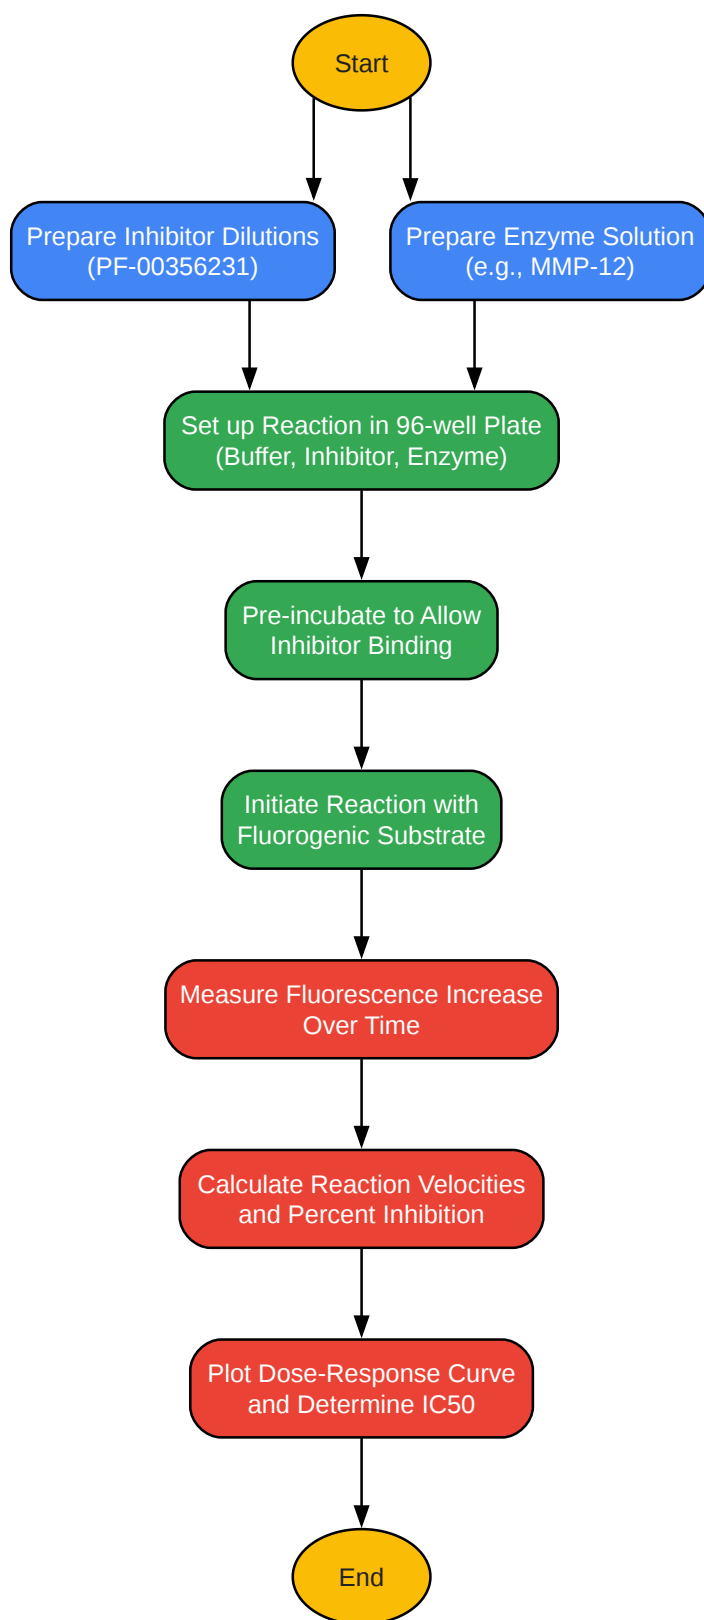 Start
Prepare Inhibitor Dilutions
(PF-00356231)
Prepare Enzyme Solution
(e.g., MMP-12)
Set up Reaction in 96-well Plate
(Buffer, Inhibitor, Enzyme)
Pre-incubate to Allow
Inhibitor Binding
Initiate Reaction with
Fluorogenic Substrate
Measure Fluorescence Increase
Over Time
Calculate Reaction Velocities
and Percent Inhibition
Plot Dose-Response Curve
and Determine IC50
End